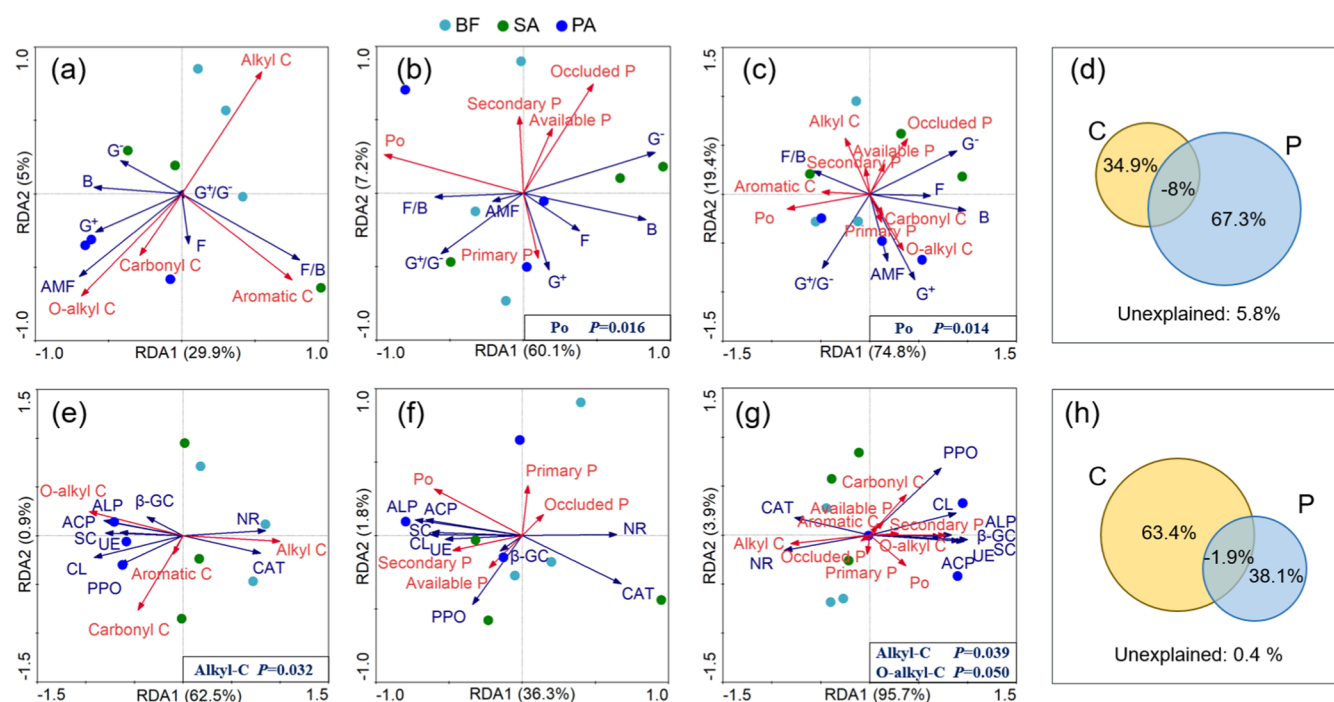 BF SA PA
(a)
1.0
RDA2 (5%)
-1.0
Alkyl C
G⁻
B
G⁺/G⁻
G⁺
F
Carbonyl C
F/B
AMF
Aromatic C
O-alkyl C
-1.0
RDA1 (29.9%)
1.0
(b)
1.0
RDA2 (7.2%)
-1.0
Occluded P
Secondary P
Available P
Po
G⁻
F/B
AMF
F
B
G⁺/G⁻
Primary P
G⁺
Po P=0.016
-1.0
RDA1 (60.1%)
1.0
(c)
1.5
RDA2 (19.4%)
-1.5
Alkyl C
Occluded P
Available P
F/B
Secondary P
G⁻
Aromatic C
F
Po
Carbonyl C
B
Primary P
O-alkyl C
G⁺/G⁻
AMF
G⁺
Po P=0.014
-1.5
RDA1 (74.8%)
1.5
(d)
C
P
34.9%
-8%
67.3%
Unexplained: 5.8%
(e)
1.5
RDA2 (0.9%)
-1.5
O-alkyl C
ALP
β-GC
ACP
NR
SC
UE
Alkyl C
CL
Aromatic C
CAT
PPO
Carbonyl C
Alkyl-C P=0.032
-1.5
RDA1 (62.5%)
1.5
(f)
1.0
RDA2 (1.8%)
-1.0
Po
Primary P
ALP
ACP
Occluded P
SC
NR
CL
UE
β-GC
Secondary P
Available P
CAT
PPO
-1.0
RDA1 (36.3%)
1.0
(g)
1.5
RDA2 (3.9%)
-1.5
PPO
Carbonyl C
CAT
Available P
CL
Aromatic C
Secondary P
ALP
Alkyl C
O-alkyl C
β-GC
Occluded P
UE
SC
NR
Primary P
Po
ACP
Alkyl-C P=0.039
O-alkyl-C P=0.050
-1.5
RDA1 (95.7%)
1.5
(h)
C
P
63.4%
-1.9%
38.1%
Unexplained: 0.4 %